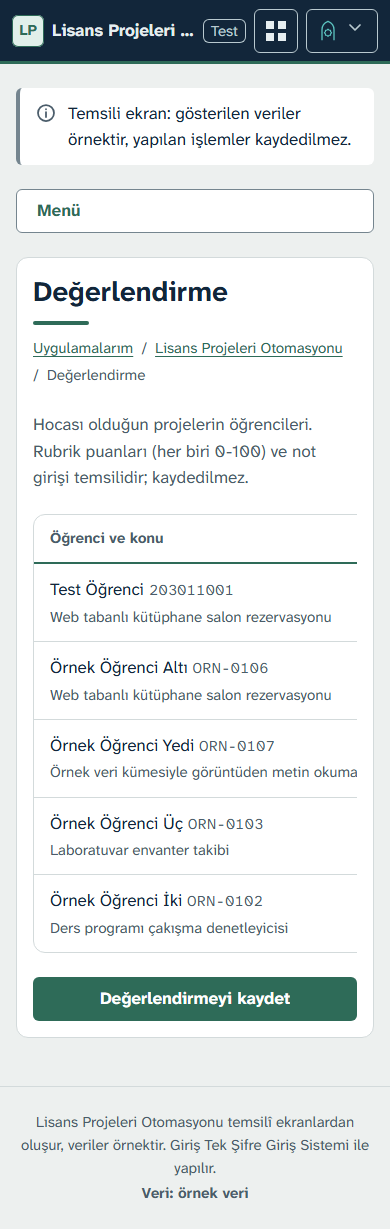 LP Lisans Projeleri ... Test
Temsili ekran: gösterilen veriler
örnektir, yapılan işlemler kaydedilmez.
Menü
Değerlendirme
Uygulamalarım / Lisans Projeleri Otomasyonu
/ Değerlendirme
Hocası olduğun projelerin öğrencileri.
Rubrik puanları (her biri 0-100) ve not
girişi temsilidir; kaydedilmez.
Öğrenci ve konu
Test Öğrenci 203011001
Web tabanlı kütüphane salon rezervasyonu
Örnek Öğrenci Altı ORN-0106
Web tabanlı kütüphane salon rezervasyonu
Örnek Öğrenci Yedi ORN-0107
Örnek veri kümesiyle görüntüden metin okuma
Örnek Öğrenci Üç ORN-0103
Laboratuvar envanter takibi
Örnek Öğrenci İki ORN-0102
Ders programı çakışma denetleyicisi
Değerlendirmeyi kaydet
Lisans Projeleri Otomasyonu temsilî ekranlardan
oluşur, veriler örnektir. Giriş Tek Şifre Giriş Sistemi ile
yapılır.
Veri: örnek veri